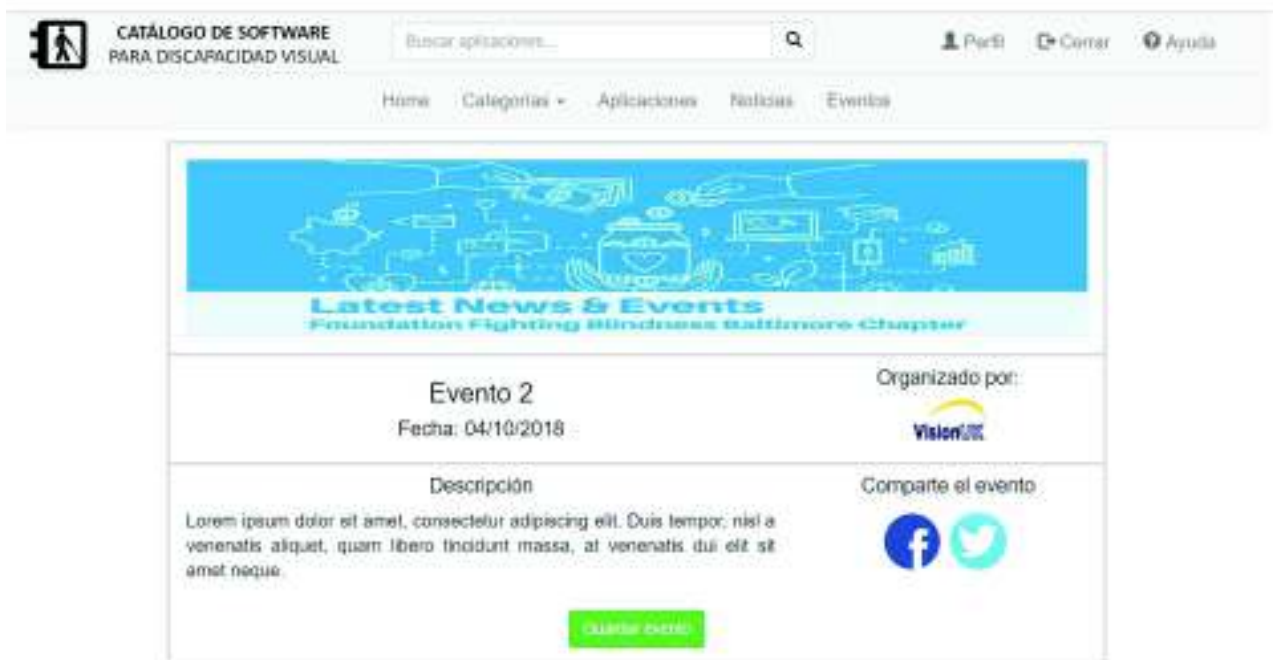 CATÁLOGO DE SOFTWARE
PARA DISCAPACIDAD VISUAL
Buscar aplicaciones...
Perfil
Cerrar
Ayuda
Home
Categorías
Aplicaciones
Noticias
Eventos
Latest News & Events
Foundation Fighting Blindness Baltimore Chapter
Evento 2
Fecha: 04/10/2018
Organizado por:
VisionUK
Descripción
Lorem ipsum dolor sit amet, consectetur adipiscing elit. Duis tempor, nisl a
venenatis aliquet, quam libero tincidunt massa, at venenatis dui elit sit
amet neque.
Comparte el evento
Guardar evento